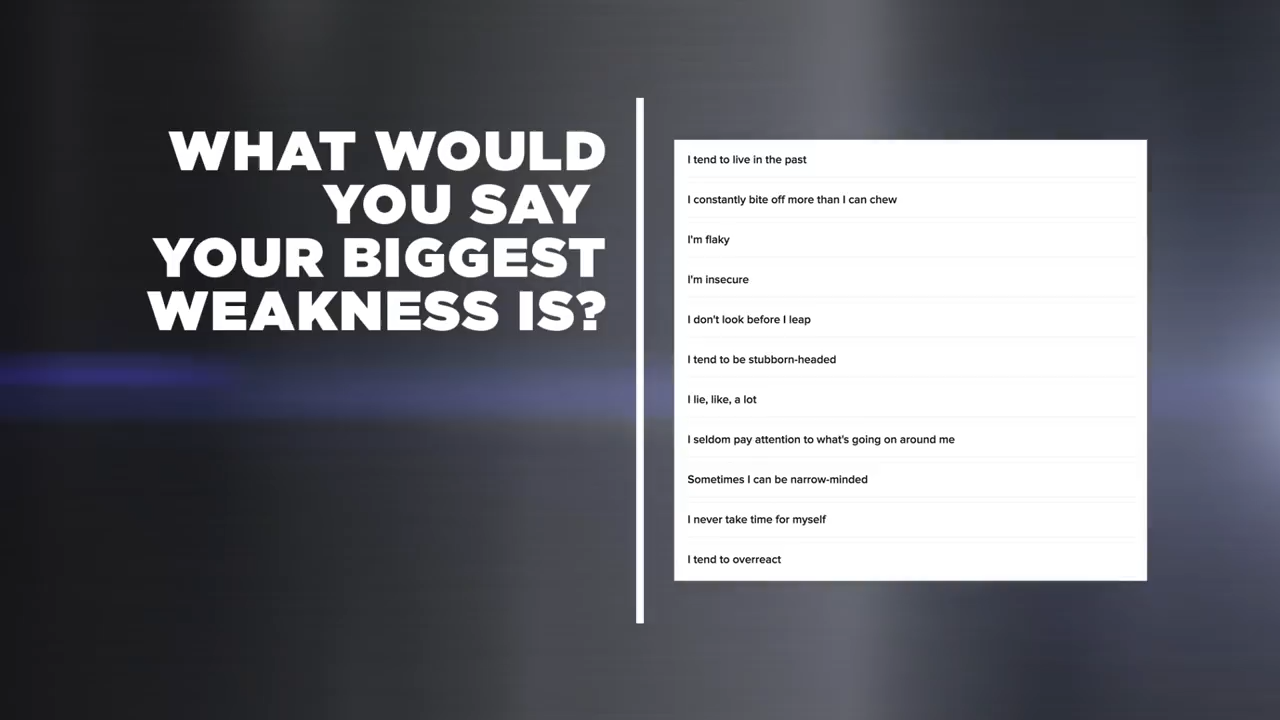 WHAT WOULD
YOU SAY
YOUR BIGGEST
WEAKNESS IS?
I tend to live in the past
I constantly bite off more than I can chew
I'm flaky
I'm insecure
I don't look before I leap
I tend to be stubborn-headed
I lie, like, a lot
I seldom pay attention to what's going on around me
Sometimes I can be narrow-minded
I never take time for myself
I tend to overreact